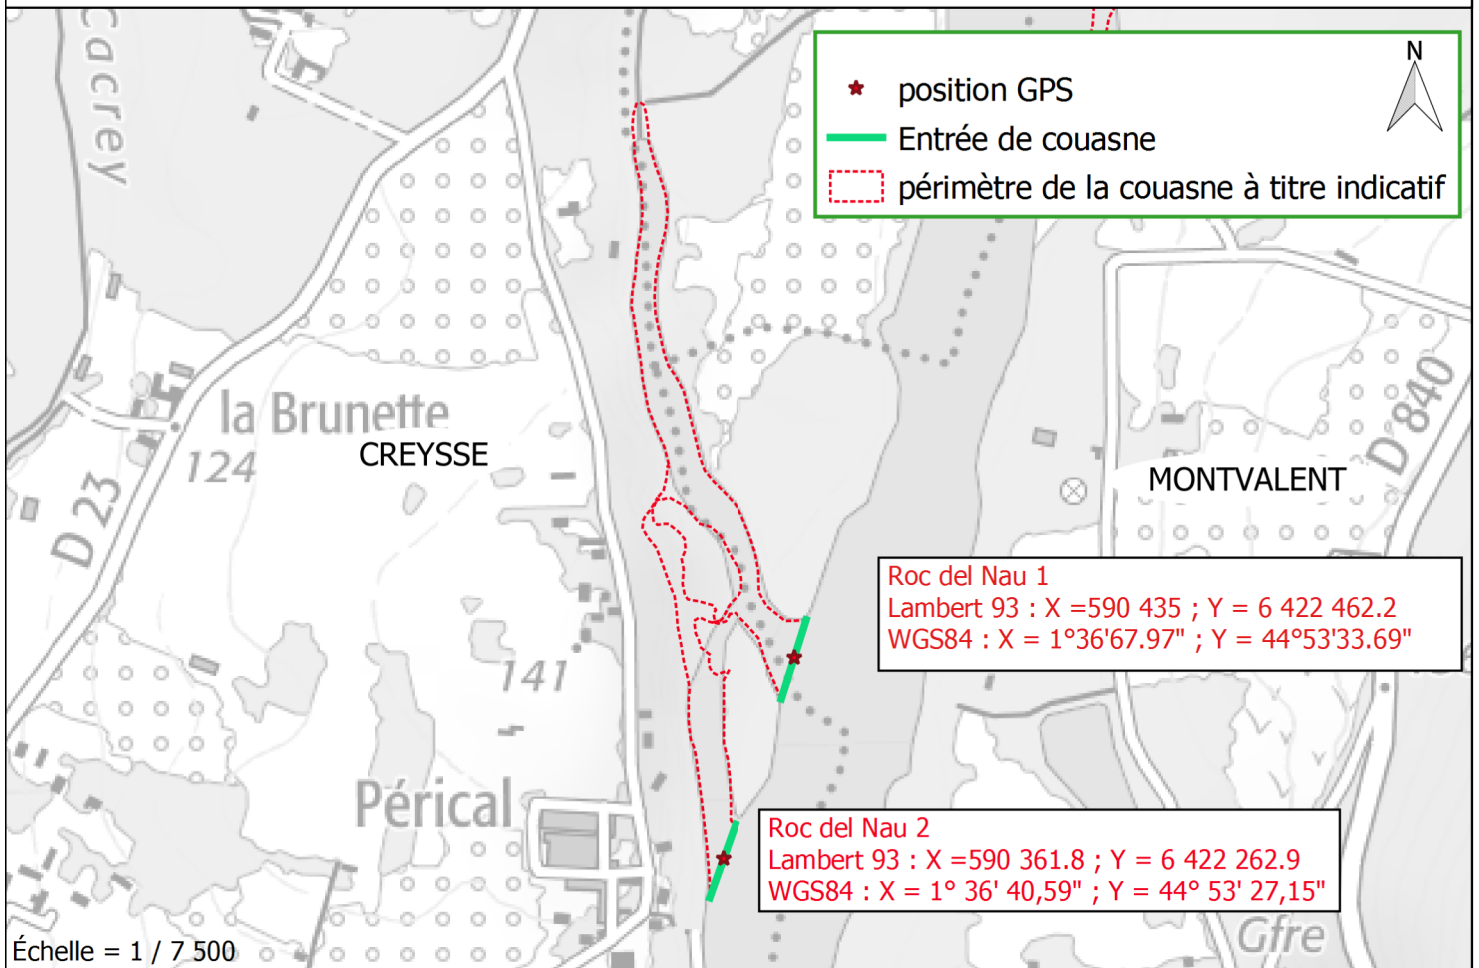 cacrey
N
position GPS
Entrée de couasne
périmètre de la couasne à titre indicatif
la Brunette
124
CREYSSE
D 23
D 840
MONTVALENT
Roc del Nau 1
Lambert 93 : X =590 435 ; Y = 6 422 462.2
WGS84 : X = 1°36'67.97" ; Y = 44°53'33.69"
141
Pérical
Roc del Nau 2
Lambert 93 : X =590 361.8 ; Y = 6 422 262.9
WGS84 : X = 1° 36' 40,59" ; Y = 44° 53' 27,15"
Gfre
Échelle = 1 / 7 500